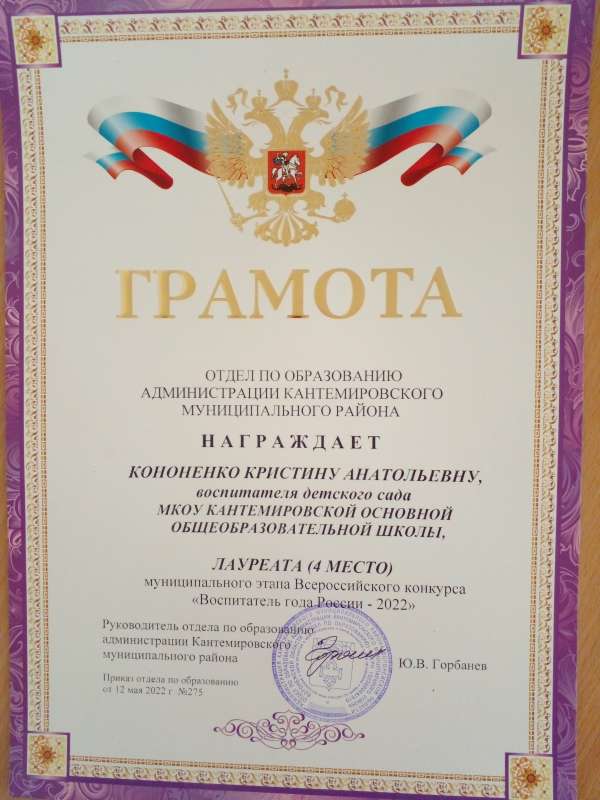 ГРАМОТА
ОТДЕЛ ПО ОБРАЗОВАНИЮ
АДМИНИСТРАЦИИ КАНТЕМИРОВСКОГО
МУНИЦИПАЛЬНОГО РАЙОНА
НАГРАЖДАЕТ
КОНОНЕНКО КРИСТИНУ АНАТОЛЬЕВНУ,
воспитателя детского сада
МКОУ КАНТЕМИРОВСКОЙ ОСНОВНОЙ
ОБЩЕОБРАЗОВАТЕЛЬНОЙ ШКОЛЫ,
ЛАУРЕАТА (4 МЕСТО)
муниципального этапа Всероссийского конкурса
«Воспитатель года России - 2022»
Руководитель отдела по образованию
администрации Кантемировского
муниципального района
Ю.В. Горбанев
Приказ отдела по образованию
от 12 мая 2022 г №275